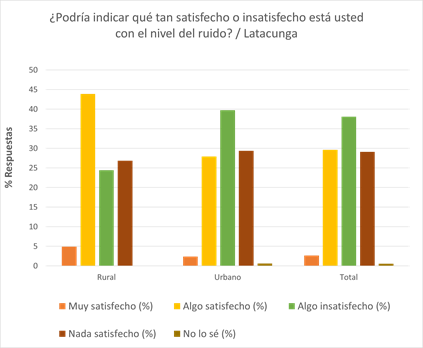 ¿Podría indicar qué tan satisfecho o insatisfecho está usted
con el nivel del ruido? / Latacunga
% Respuestas
50
45
40
35
30
25
20
15
10
5
0
Rural Urbano Total
Muy satisfecho (%) Algo satisfecho (%) Algo insatisfecho (%)
Nada satisfecho (%) No lo sé (%)